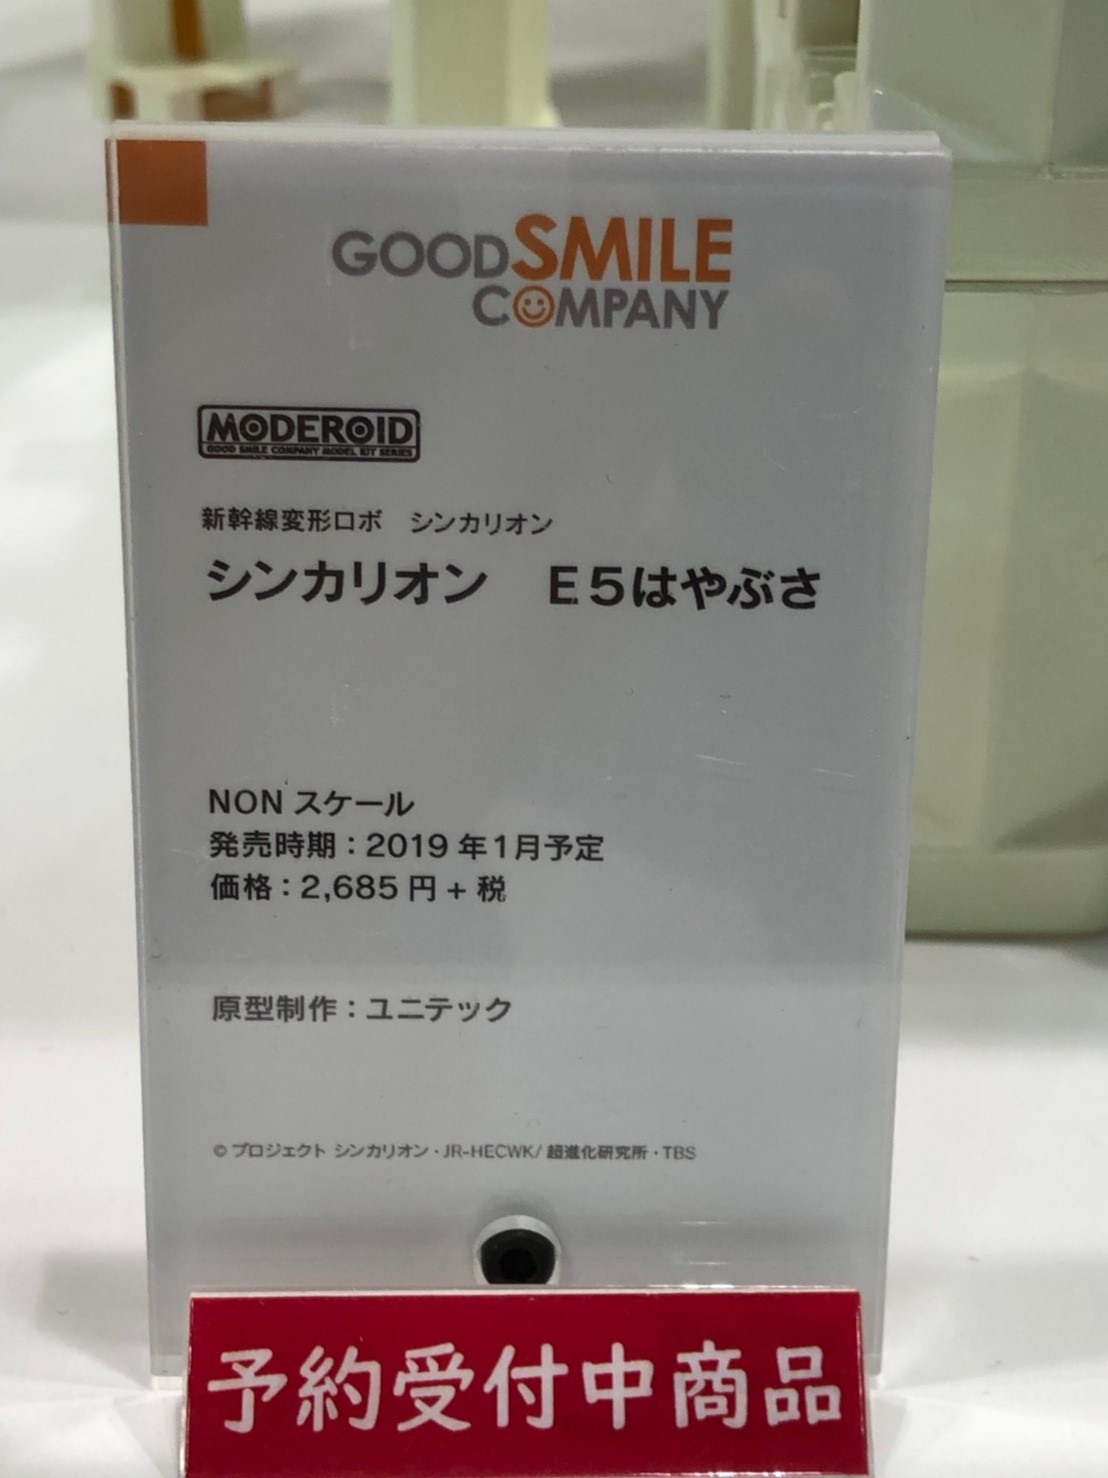 GOOD SMILE
COMPANY
MODEROID
GOOD SMILE COMPANY MODEL KIT SERIES
新幹線変形ロボ　シンカリオン
シンカリオン　E5はやぶさ
NON スケール
発売時期：2019 年1月予定
価格：2,685 円 + 税
原型制作：ユニテック
© プロジェクト シンカリオン・JR-HECWK/ 超進化研究所・TBS
予約受付中商品